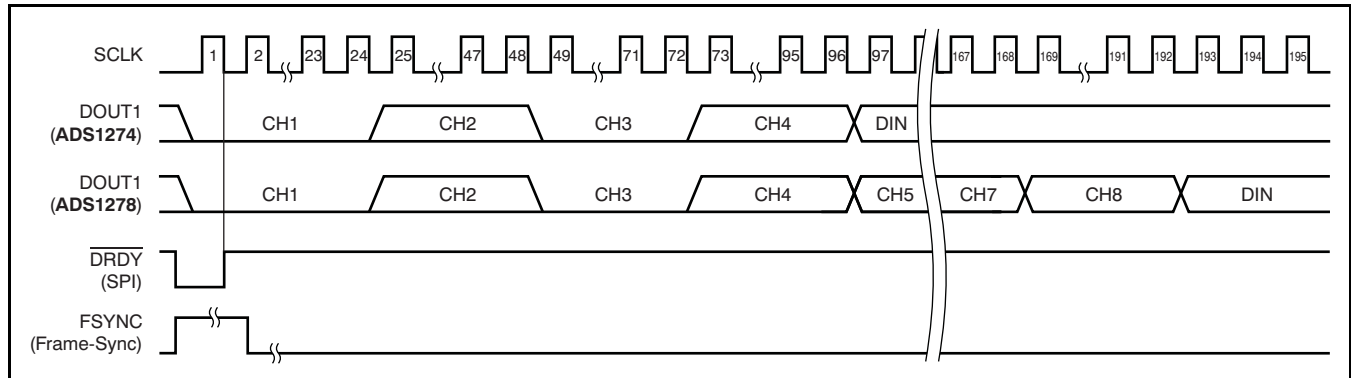 SCLK
1 2 23 24 25 47 48 49 71 72 73 95 96 97 167 168 169 191 192 193 194 195
DOUT1
(ADS1274)
CH1 CH2 CH3 CH4 DIN
DOUT1
(ADS1278)
CH1 CH2 CH3 CH4 CH5 CH7 CH8 DIN
DRDY
(SPI)
FSYNC
(Frame-Sync)